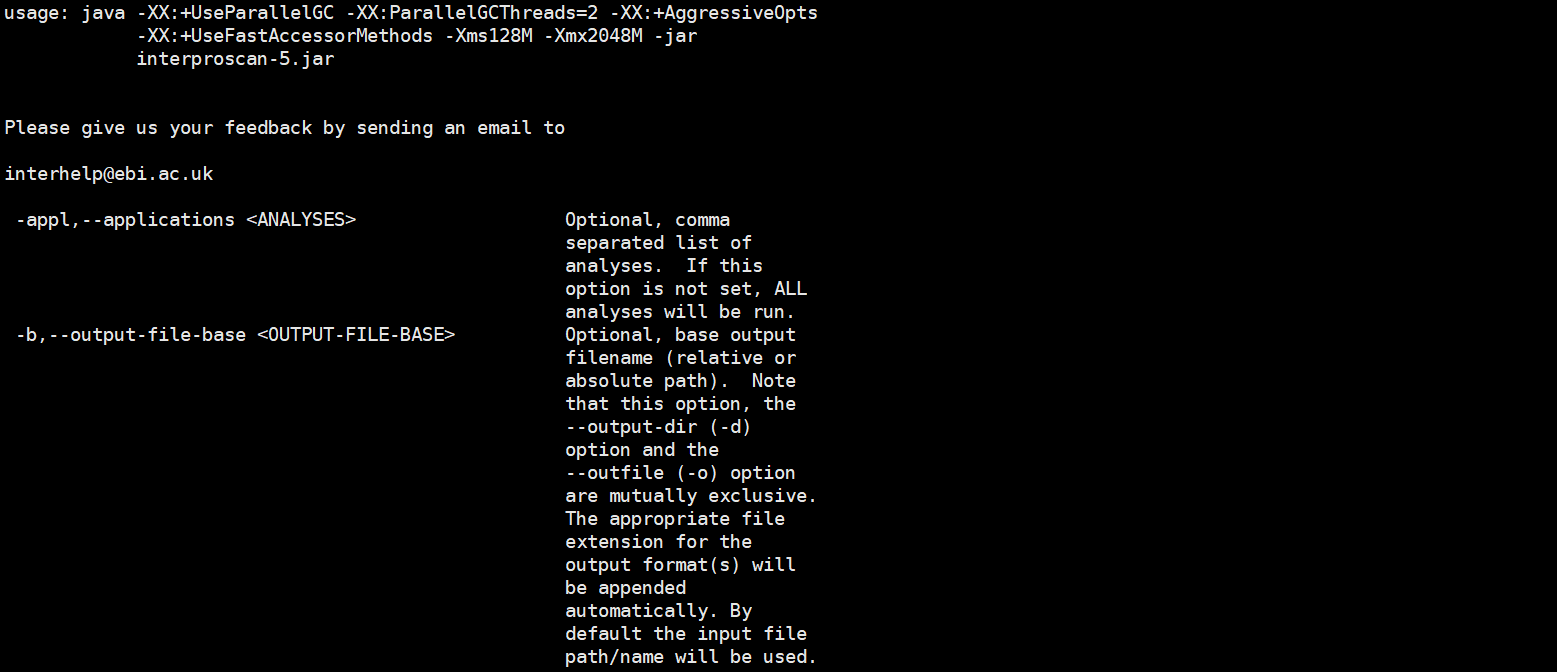 usage: java -XX:+UseParallelGC -XX:ParallelGCThreads=2 -XX:+AggressiveOpts
-XX:+UseFastAccessorMethods -Xms128M -Xmx2048M -jar
interproscan-5.jar
Please give us your feedback by sending an email to
interhelp@ebi.ac.uk
-appl,--applications <ANALYSES> Optional, comma
separated list of
analyses.  If this
option is not set, ALL
analyses will be run.
-b,--output-file-base <OUTPUT-FILE-BASE> Optional, base output
filename (relative or
absolute path).  Note
that this option, the
--output-dir (-d)
option and the
--outfile (-o) option
are mutually exclusive.
The appropriate file
extension for the
output format(s) will
be appended
automatically. By
default the input file
path/name will be used.